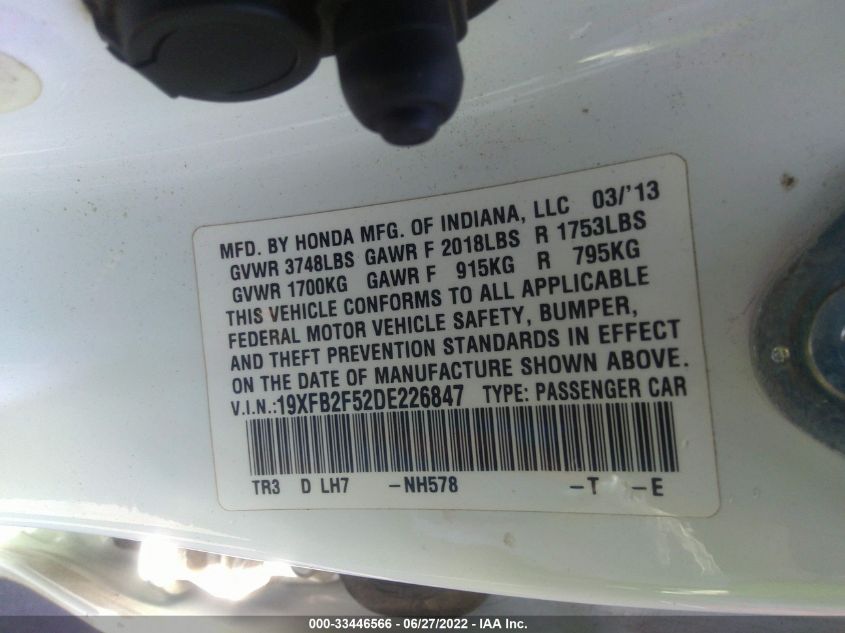 MFD. BY HONDA MFG. OF INDIANA, LLC 03/'13
GVWR 3748LBS GAWR F 2018LBS R 1753LBS
GVWR 1700KG GAWR F 915KG R 795KG
THIS VEHICLE CONFORMS TO ALL APPLICABLE
FEDERAL MOTOR VEHICLE SAFETY, BUMPER,
AND THEFT PREVENTION STANDARDS IN EFFECT
ON THE DATE OF MANUFACTURE SHOWN ABOVE.
V.I.N.:19XFB2F52DE226847 TYPE: PASSENGER CAR
TR3 D LH7 -NH578 -T -E
000-33446566 - 06/27/2022 - IAA Inc.